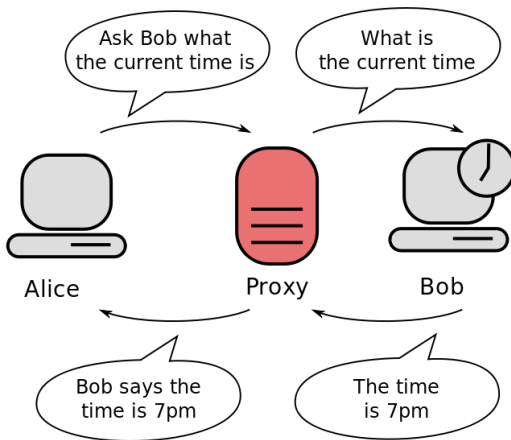 Ask Bob what
the current time is
What is
the current time
Alice
Proxy
Bob
Bob says the
time is 7pm
The time
is 7pm